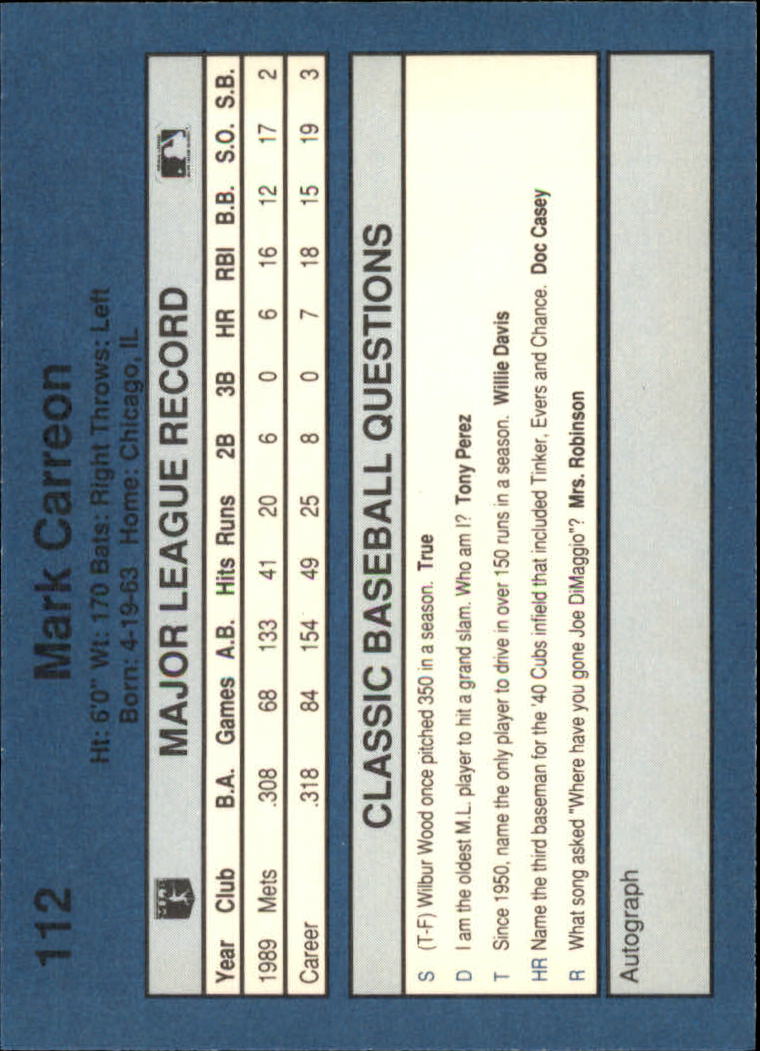 112 Mark Carreon
Ht: 6'0" Wt: 170 Bats: Right Throws: Left
Born: 4-19-63 Home: Chicago, IL
MAJOR LEAGUE RECORD
Year Club B.A. Games A.B. Hits Runs 2B 3B HR RBI B.B. S.O. S.B.
1989 Mets .308 68 133 41 20 6 0 6 16 12 17 2
Career .318 84 154 49 25 8 0 7 18 15 19 3
CLASSIC BASEBALL QUESTIONS
S (T-F) Wilbur Wood once pitched 350 in a season. True
D I am the oldest M.L. player to hit a grand slam. Who am I? Tony Perez
T Since 1950, name the only player to drive in over 150 runs in a season. Willie Davis
HR Name the third baseman for the '40 Cubs infield that included Tinker, Evers and Chance. Doc Casey
R What song asked "Where have you gone Joe DiMaggio"? Mrs. Robinson
Autograph